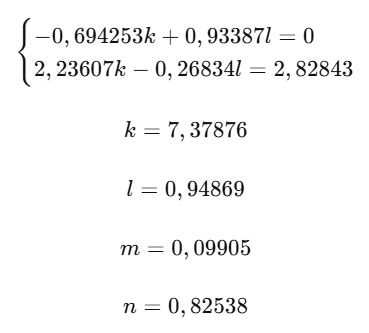 −0,694253k + 0,93387l = 0
2,23607k − 0,26834l = 2,82843
k = 7,37876
l = 0,94869
m = 0,09905
n = 0,82538